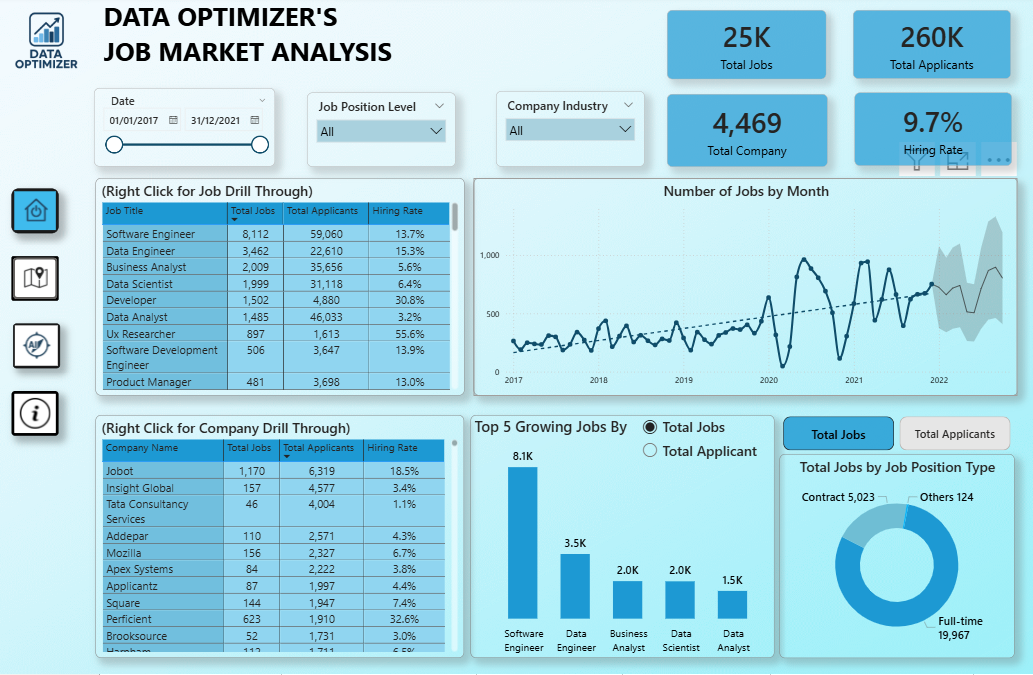 DATA OPTIMIZER'S
JOB MARKET ANALYSIS
DATA
OPTIMIZER
25K
Total Jobs
260K
Total Applicants
4,469
Total Company
9.7%
Hiring Rate
Date
01/01/2017 31/12/2021
Job Position Level
All
Company Industry
All
(Right Click for Job Drill Through)
Job Title Total Jobs Total Applicants Hiring Rate
Software Engineer 8,112 59,060 13.7%
Data Engineer 3,462 22,610 15.3%
Business Analyst 2,009 35,656 5.6%
Data Scientist 1,999 31,118 6.4%
Developer 1,502 4,880 30.8%
Data Analyst 1,485 46,033 3.2%
Ux Researcher 897 1,613 55.6%
Software Development 506 3,647 13.9%
Engineer
Product Manager 481 3,698 13.0%
Number of Jobs by Month
1,000
500
0
2017 2018 2019 2020 2021 2022
AI
i
(Right Click for Company Drill Through)
Company Name Total Jobs Total Applicants Hiring Rate
Jobot 1,170 6,319 18.5%
Insight Global 157 4,577 3.4%
Tata Consultancy 46 4,004 1.1%
Services
Addepar 110 2,571 4.3%
Mozilla 156 2,327 6.7%
Apex Systems 84 2,222 3.8%
Applicantz 87 1,997 4.4%
Square 144 1,947 7.4%
Perficient 623 1,910 32.6%
Brooksource 52 1,731 3.0%
Top 5 Growing Jobs By
Total Jobs
Total Applicant
8.1K
3.5K
2.0K
2.0K
1.5K
Software Data Business Data Data
Engineer Engineer Analyst Scientist Analyst
Total Jobs
Total Applicants
Total Jobs by Job Position Type
Contract 5,023 Others 124
Full-time
19,967